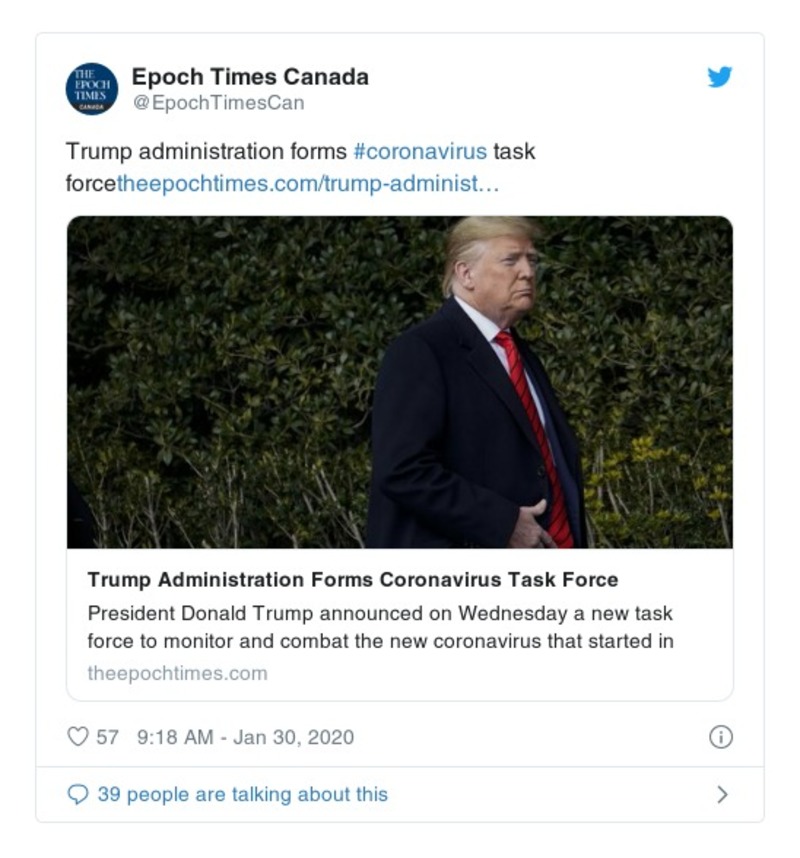 THE
EPOCH
TIMES
CANADA
Epoch Times Canada
@EpochTimesCan
Trump administration forms #coronavirus task
forcetheepochtimes.com/trump-administ…
Trump Administration Forms Coronavirus Task Force
President Donald Trump announced on Wednesday a new task
force to monitor and combat the new coronavirus that started in
theepochtimes.com
57 9:18 AM - Jan 30, 2020
39 people are talking about this